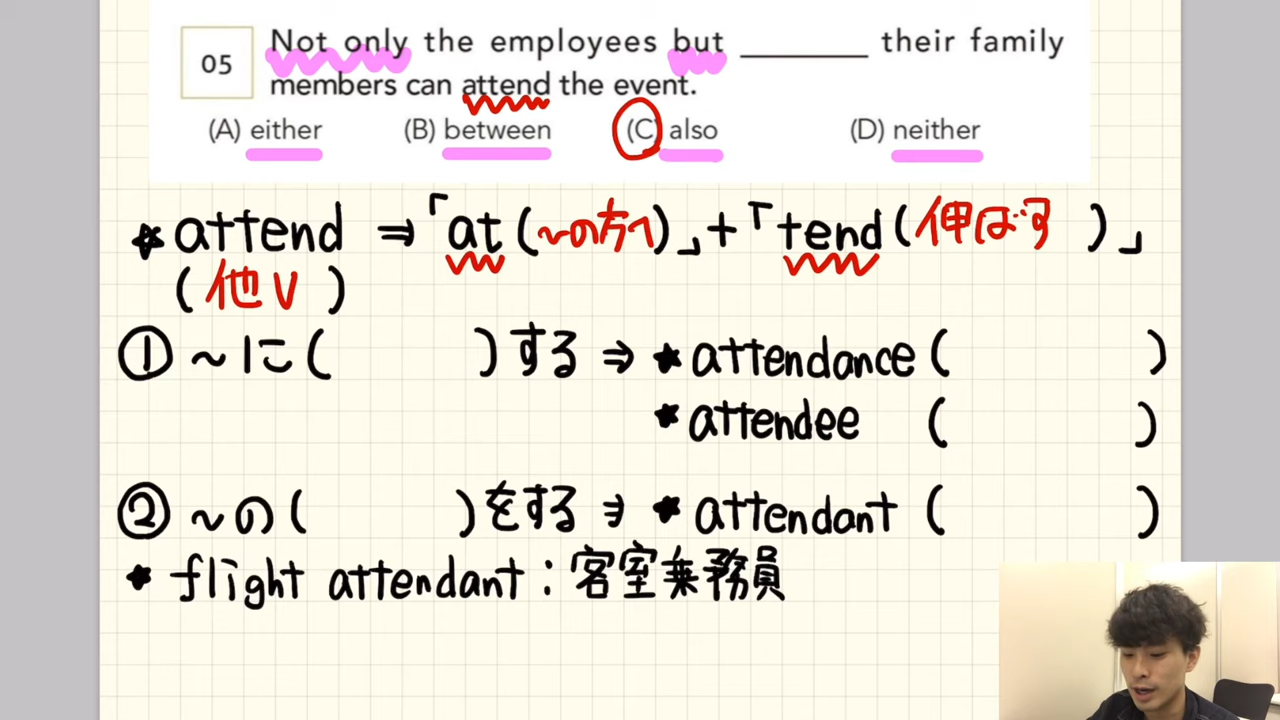 05 Not only the employees but ________ their family
members can attend the event.
(A) either (B) between (C) also (D) neither
★attend ⇒「at(~の方へ)」+「tend(伸ばす )」
(他V )
① ~に( )する ⇒ ★attendance( )
★attendee ( )
② ~の( )をする ⇒ ★attendant ( )
★ flight attendant:客室乗務員